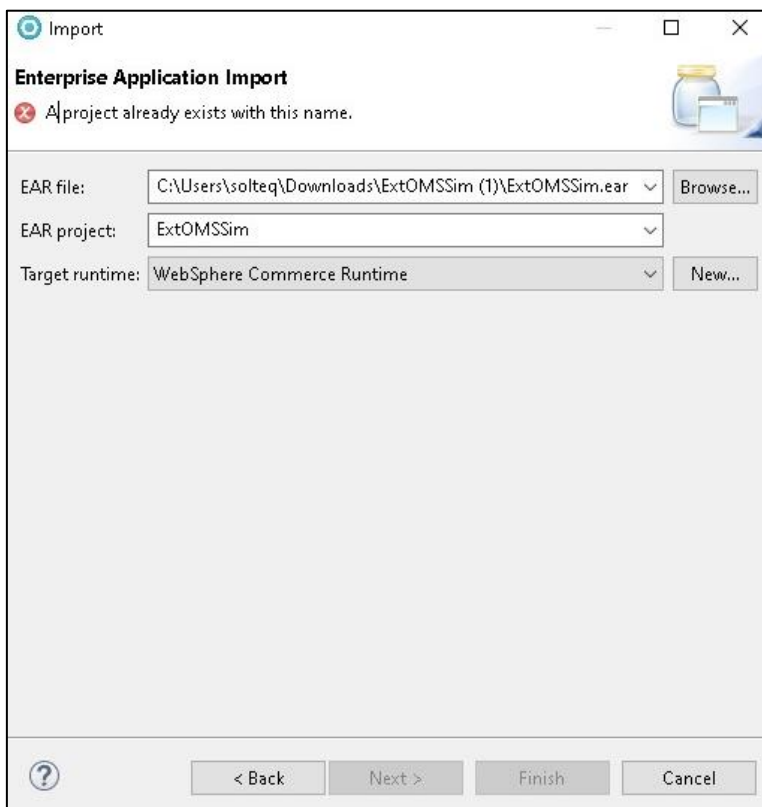 Import
Enterprise Application Import
A project already exists with this name.
EAR file: C:\Users\solteq\Downloads\ExtOMSSim (1)\ExtOMSSim.ear Browse...
EAR project: ExtOMSSim
Target runtime: WebSphere Commerce Runtime New...
? < Back Next > Finish Cancel